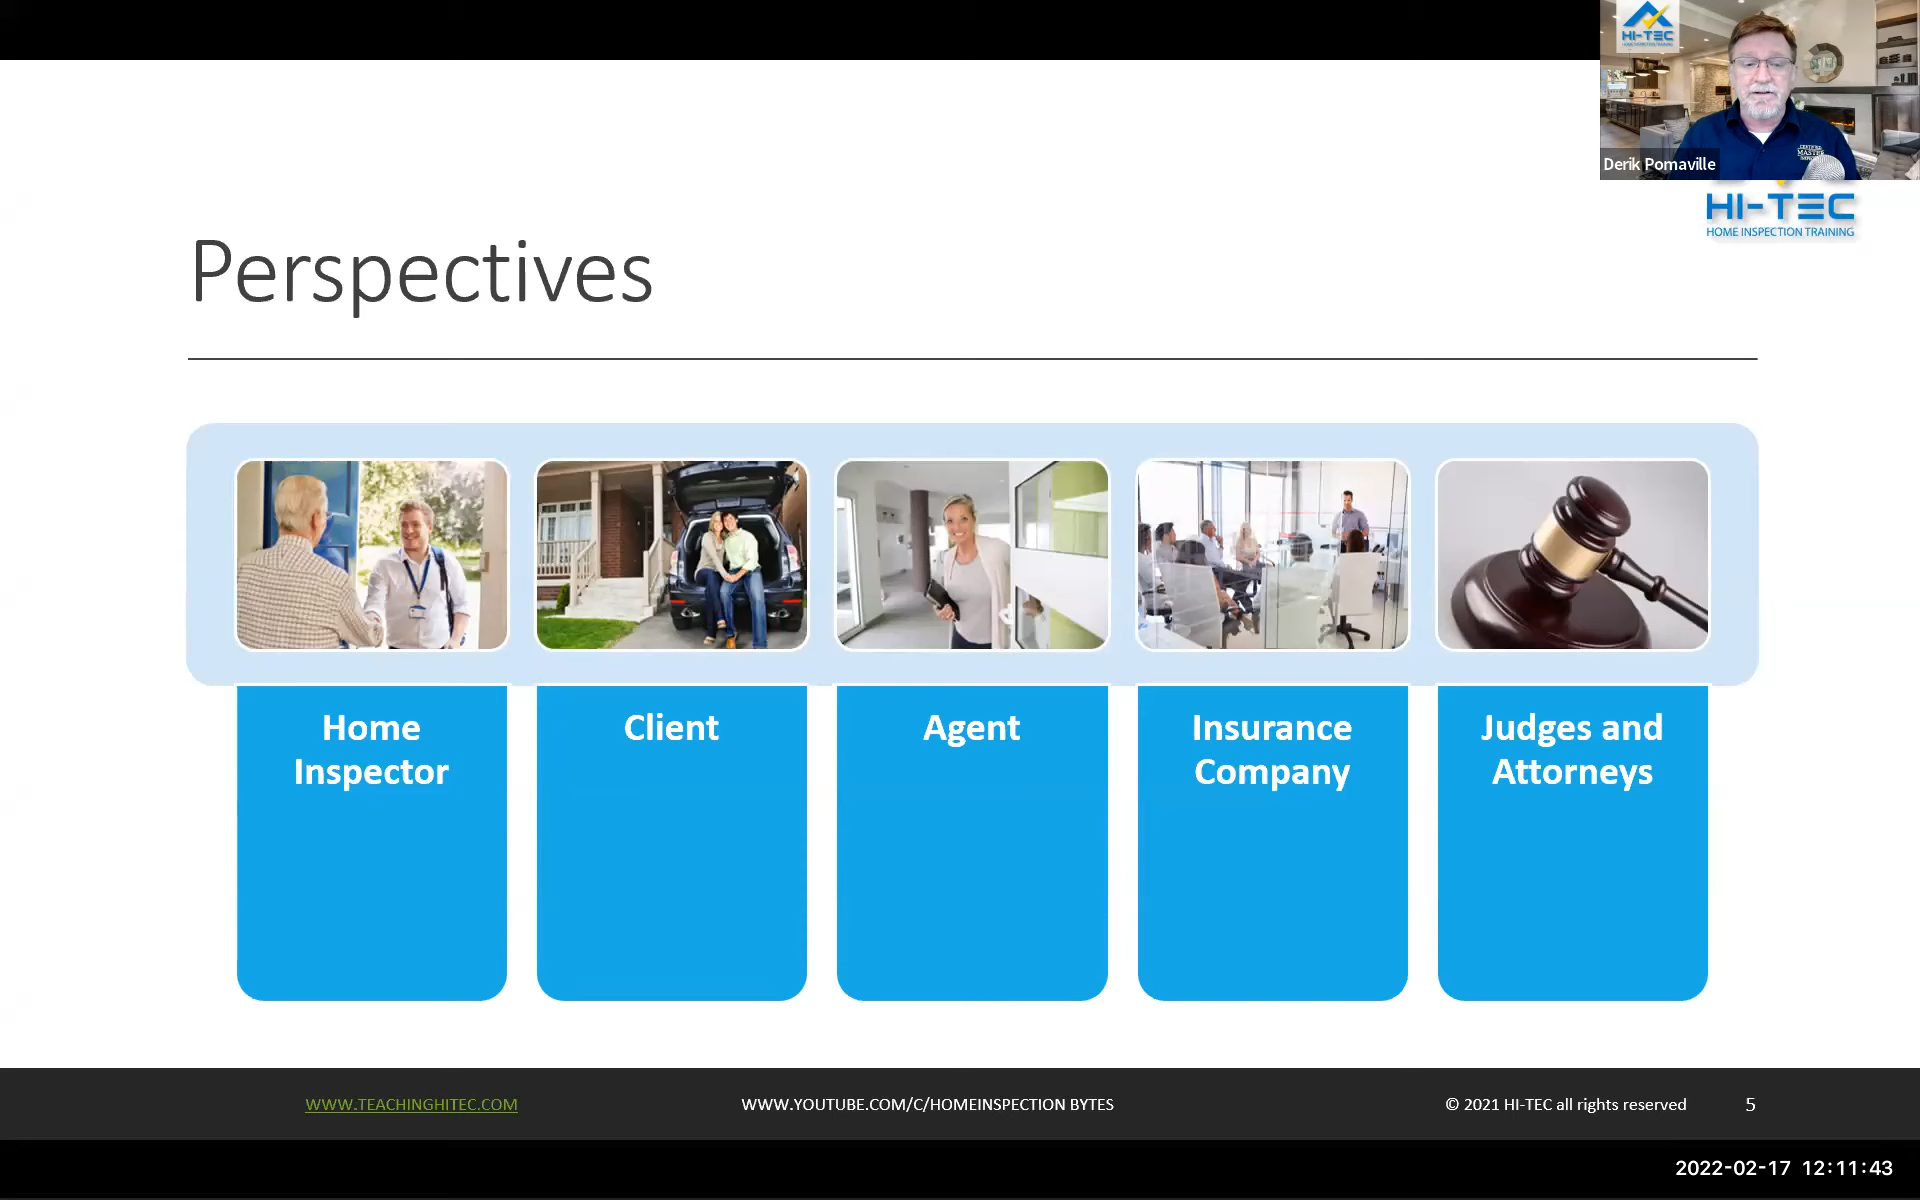 HI-TEC
Derik Pomaville
CERTIFIED
MASTER
HI-TEC
HOME INSPECTION TRAINING
Perspectives
Home
Inspector
Client
Agent
Insurance
Company
Judges and
Attorneys
WWW.TEACHINGHITEC.COM
WWW.YOUTUBE.COM/C/HOMEINSPECTION BYTES
© 2021 HI-TEC all rights reserved
5
2022-02-17 12:11:43